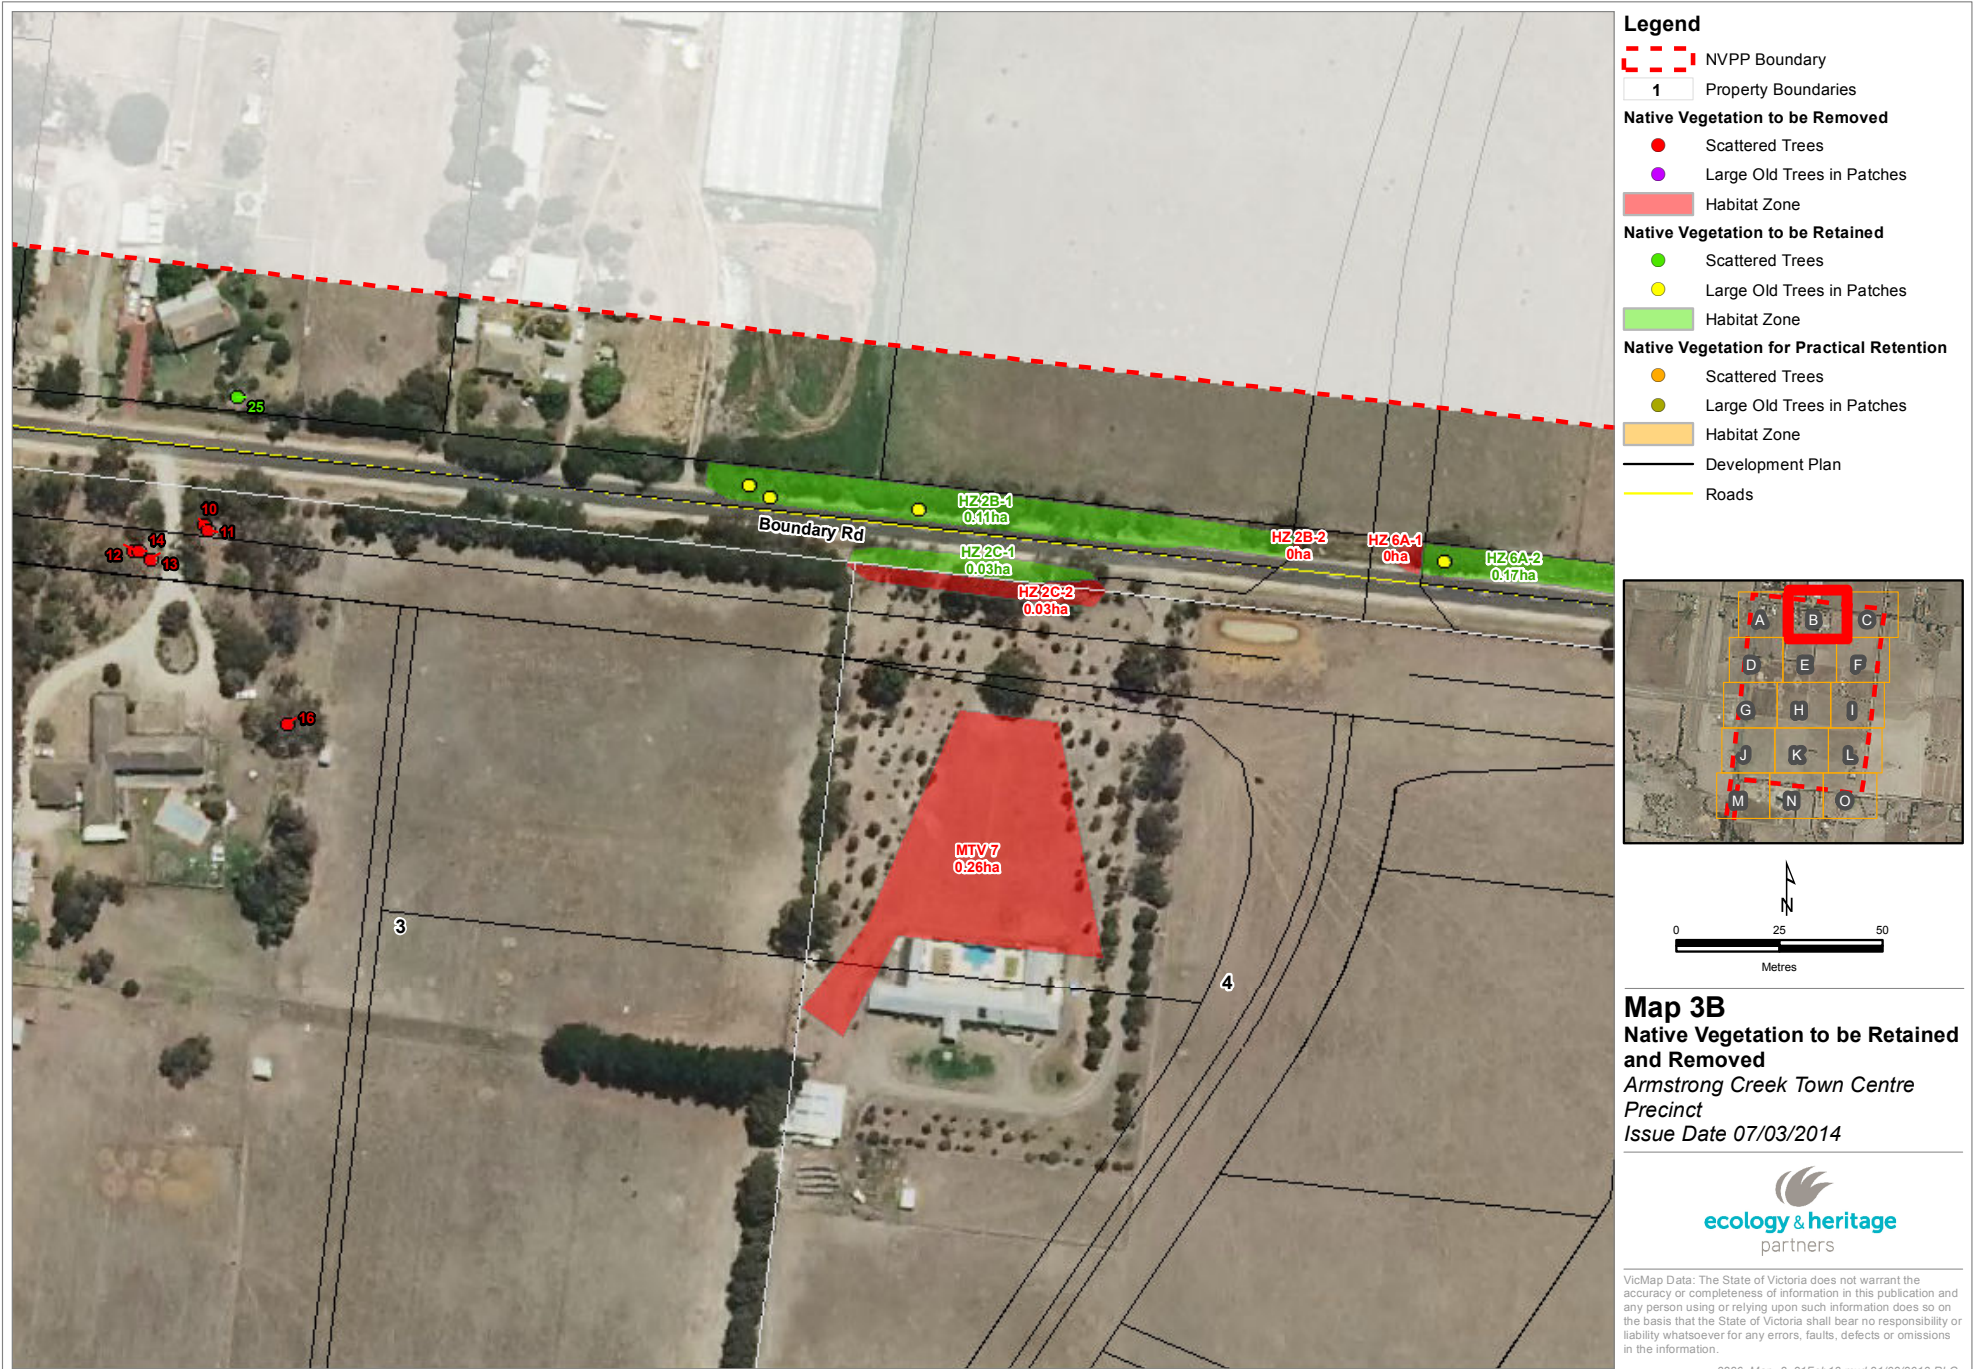 25
10
11
12
14
13
16
Boundary Rd
HZ 2B-1
0.11ha
HZ 2C-1
0.03ha
HZ 2C-2
0.03ha
HZ 2B-2
0ha
HZ 6A-1
0ha
HZ 6A-2
0.17ha
MTV 7
0.26ha
3
4
Legend
NVPP Boundary
1 Property Boundaries
Native Vegetation to be Removed
Scattered Trees
Large Old Trees in Patches
Habitat Zone
Native Vegetation to be Retained
Scattered Trees
Large Old Trees in Patches
Habitat Zone
Native Vegetation for Practical Retention
Scattered Trees
Large Old Trees in Patches
Habitat Zone
Development Plan
Roads
A B C
D E F
G H I
J K L
M N O
N
0 25 50
Metres
Map 3B
Native Vegetation to be Retained
and Removed
Armstrong Creek Town Centre
Precinct
Issue Date 07/03/2014
ecology & heritage
partners
VicMap Data: The State of Victoria does not warrant the
accuracy or completeness of information in this publication and
any person using or relying upon such information does so on
the basis that the State of Victoria shall bear no responsibility or
liability whatsoever for any errors, faults, defects or omissions
in the information.